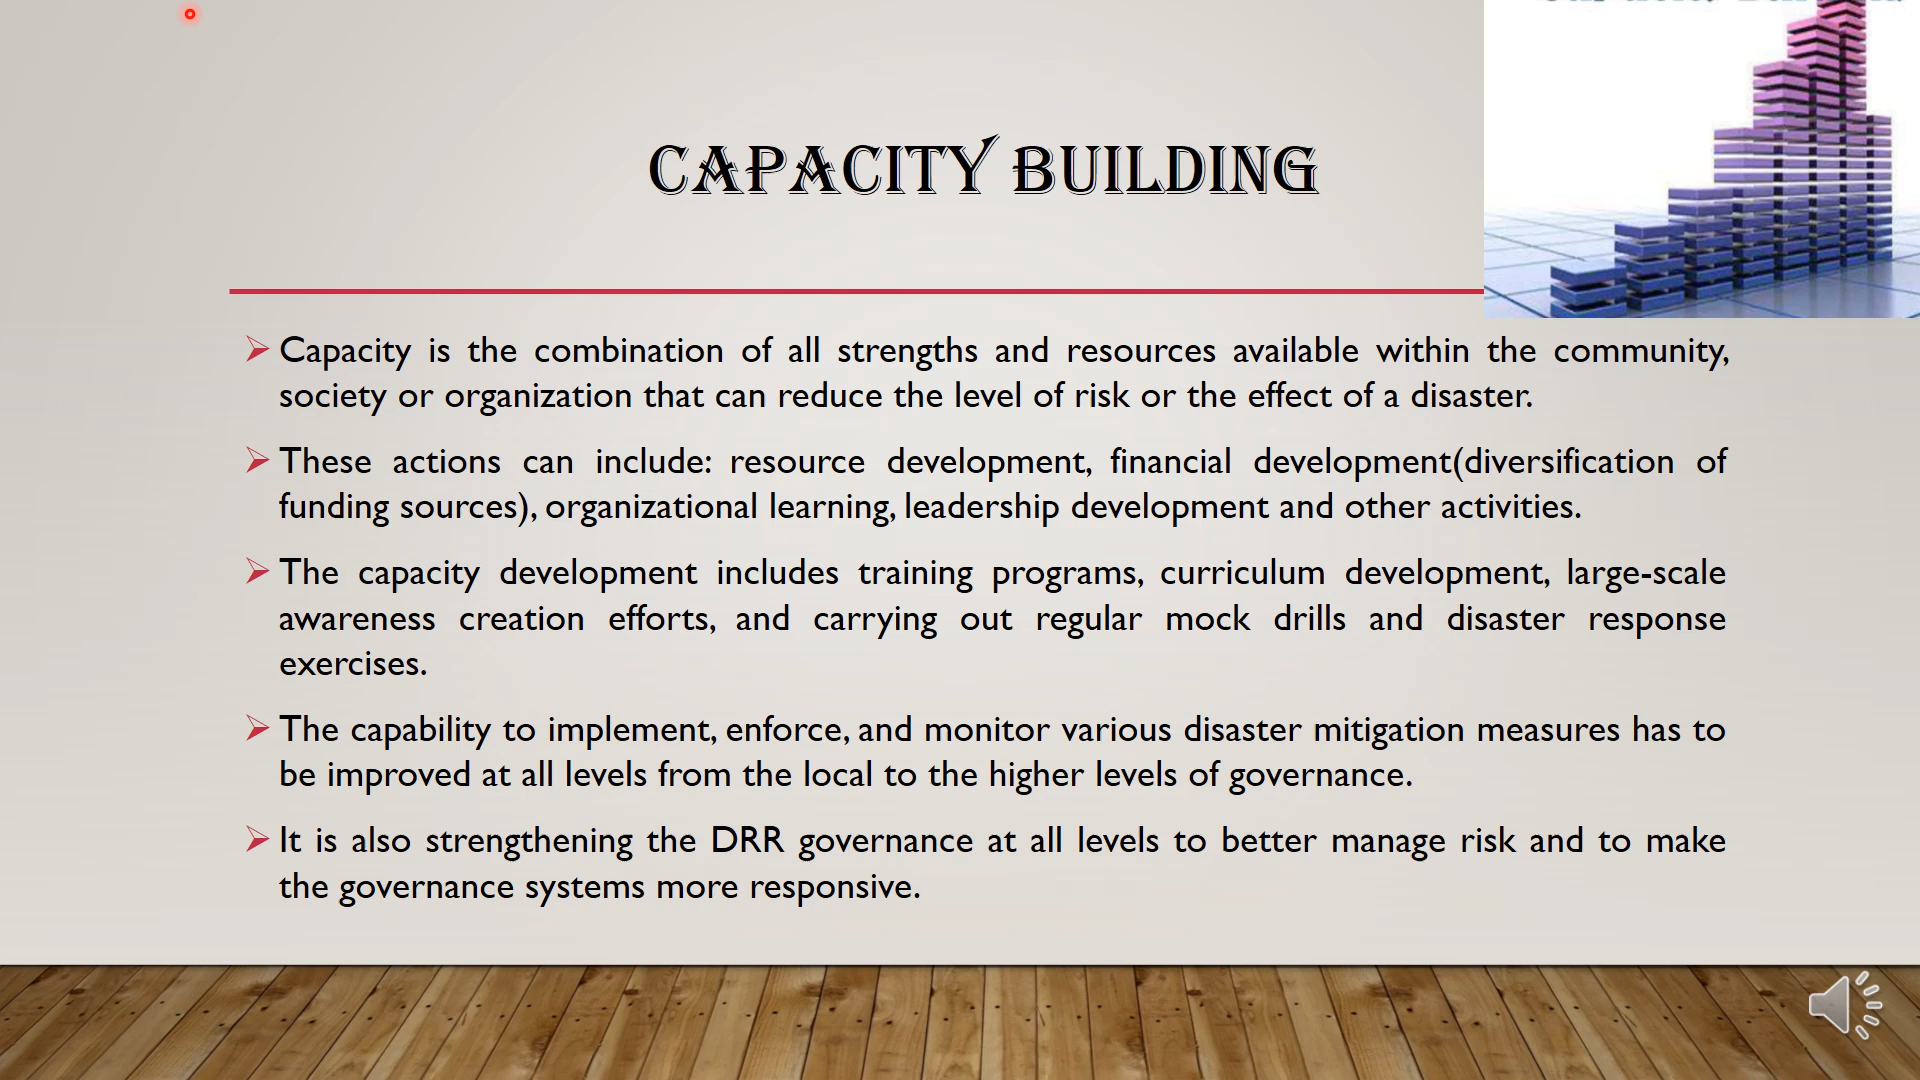 CAPACITY BUILDING
➢ Capacity is the combination of all strengths and resources available within the community,
society or organization that can reduce the level of risk or the effect of a disaster.
➢ These actions can include: resource development, financial development(diversification of
funding sources), organizational learning, leadership development and other activities.
➢ The capacity development includes training programs, curriculum development, large-scale
awareness creation efforts, and carrying out regular mock drills and disaster response
exercises.
➢ The capability to implement, enforce, and monitor various disaster mitigation measures has to
be improved at all levels from the local to the higher levels of governance.
➢ It is also strengthening the DRR governance at all levels to better manage risk and to make
the governance systems more responsive.